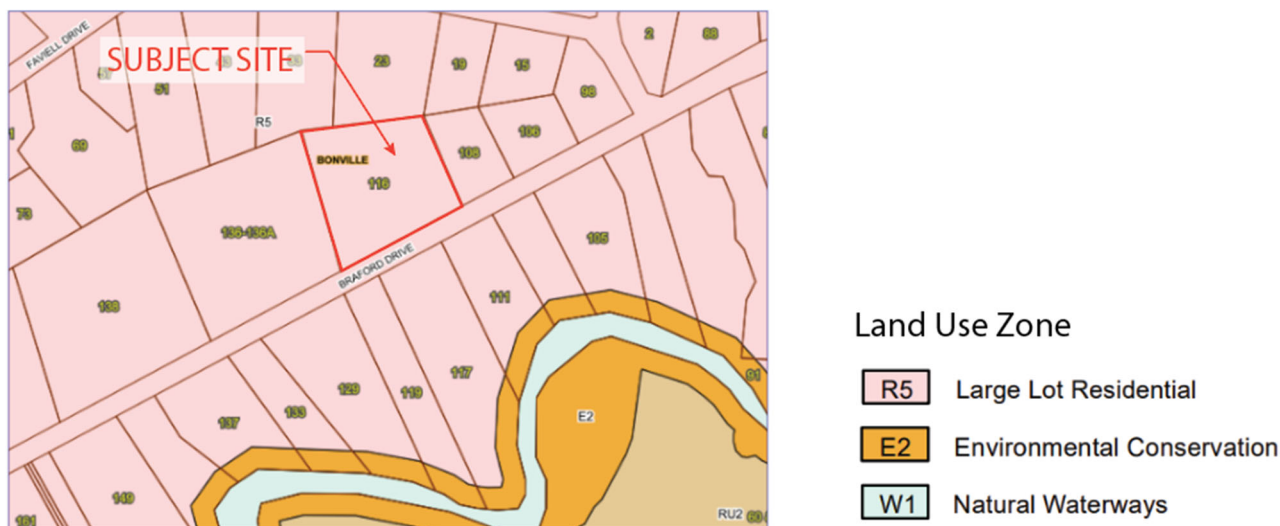 FAVIELL DRIVE
SUBJECT SITE
2
88
23
19
15
98
51
R5
69
106
108
BONVILLE
116
73
136-136A
105
BRAFORD DRIVE
111
138
117
91
129
119
133
137
E2
149
161
RU2
Land Use Zone
R5 Large Lot Residential
E2 Environmental Conservation
W1 Natural Waterways